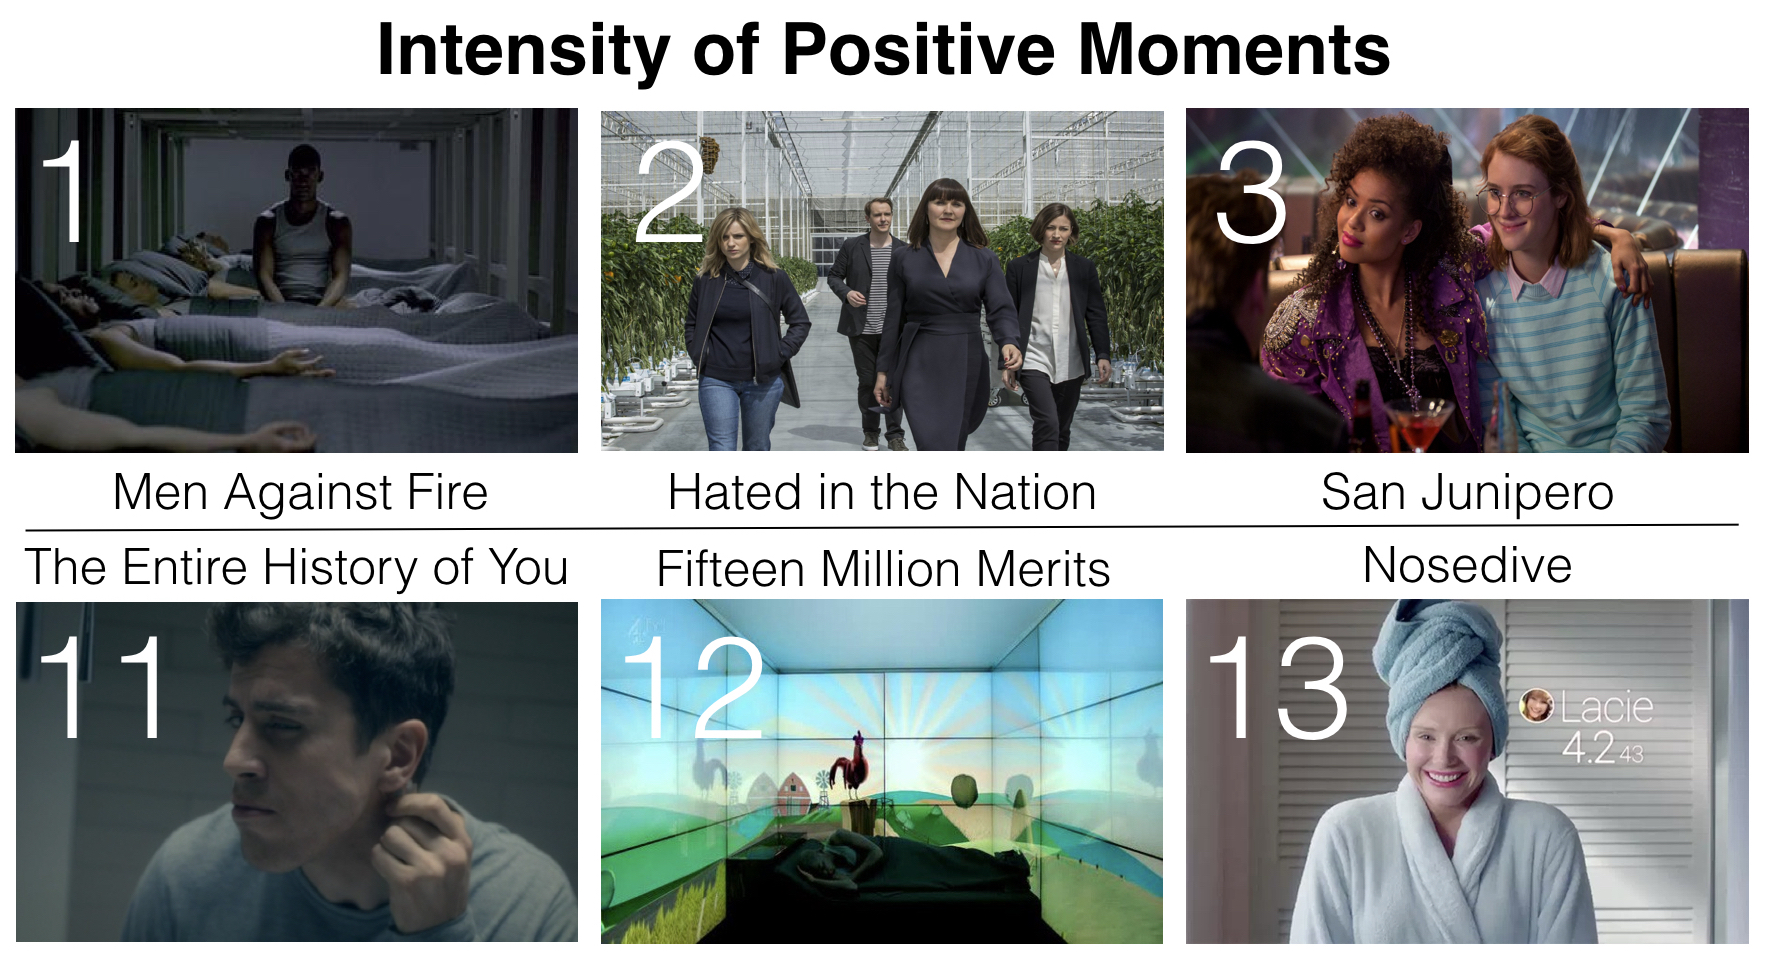 Intensity of Positive Moments
1
2
3
Men Against Fire
Hated in the Nation
San Junipero
The Entire History of You
Fifteen Million Merits
Nosedive
11
12
13
4
Lacie
4.243